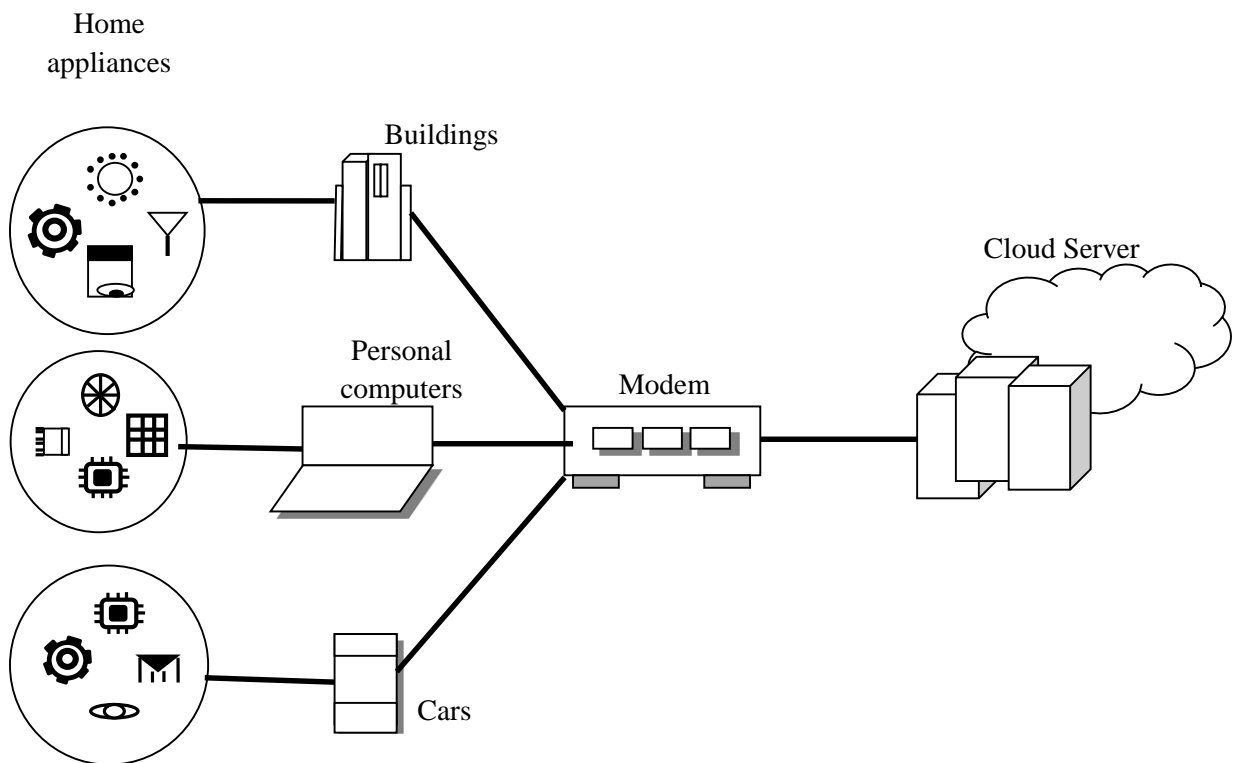 Home
appliances
Buildings
Cloud Server
Personal
computers
Modem
Cars